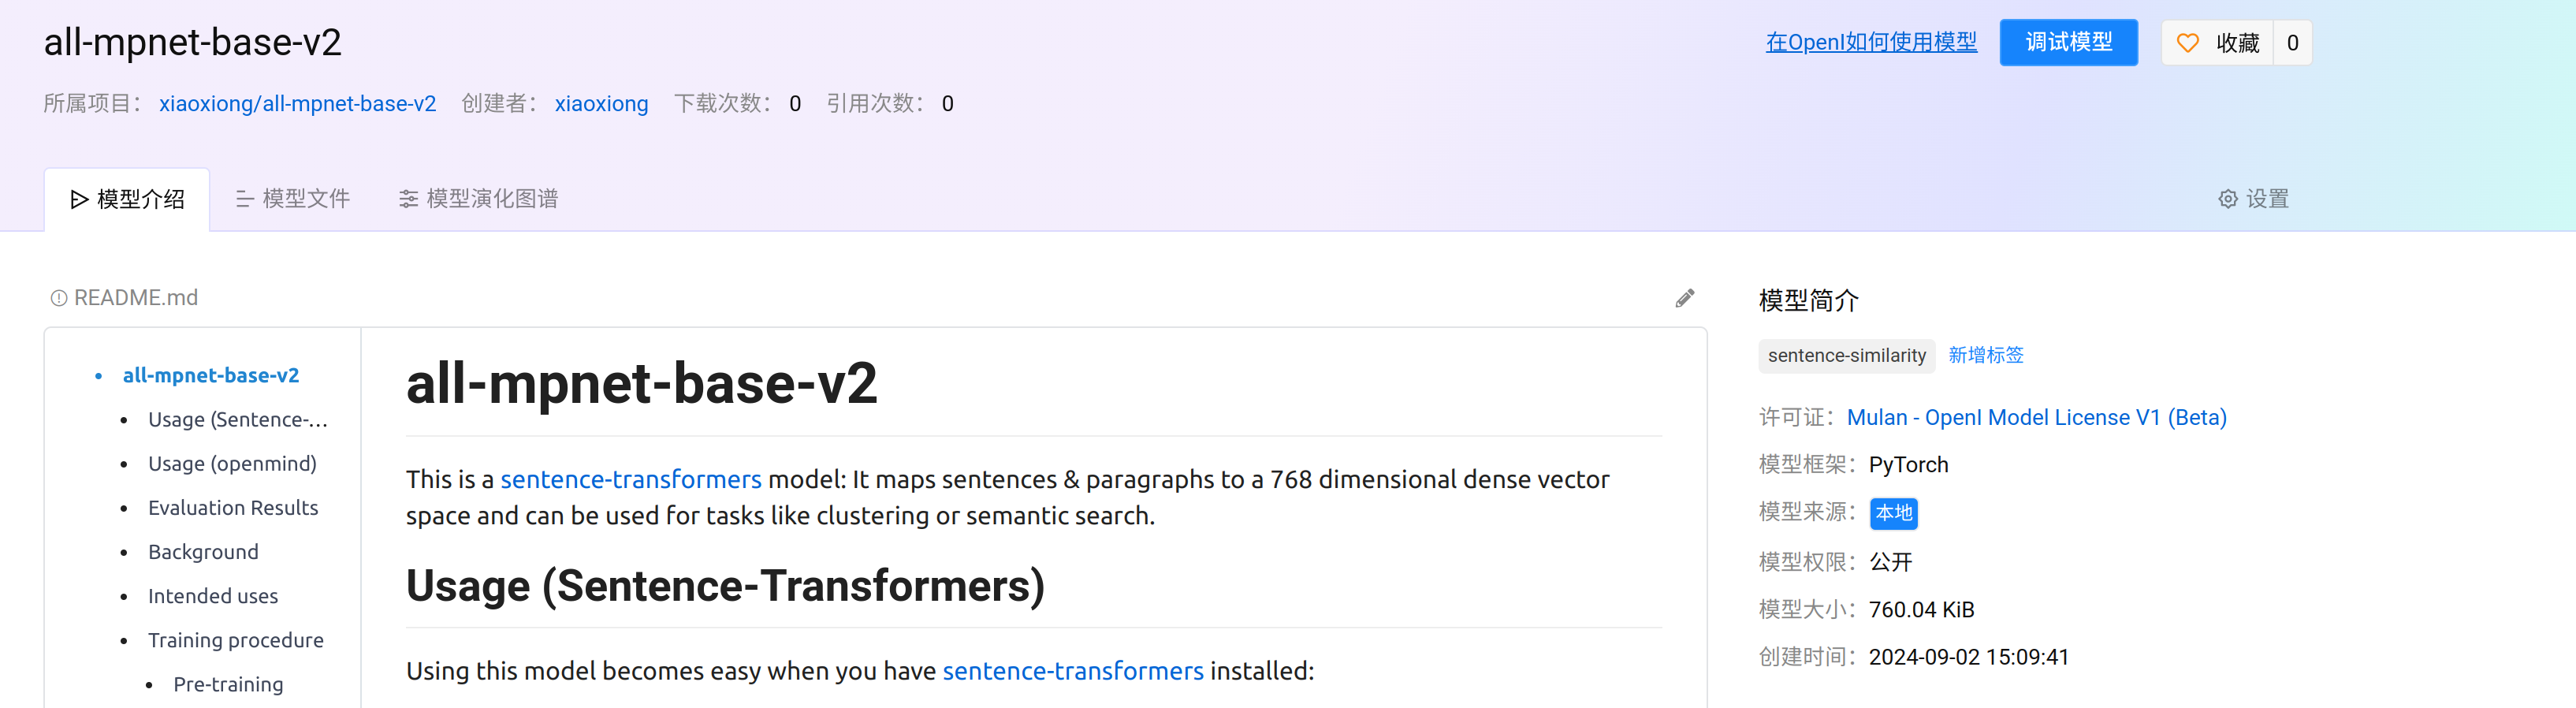 all-mpnet-base-v2
在OpenI如何使用模型
调试模型
收藏 0
所属项目： xiaoxiong/all-mpnet-base-v2 创建者： xiaoxiong 下载次数： 0 引用次数： 0
模型介绍
模型文件
模型演化图谱
设置
README.md
all-mpnet-base-v2
Usage (Sentence-...
Usage (openmind)
Evaluation Results
Background
Intended uses
Training procedure
Pre-training
all-mpnet-base-v2
This is a sentence-transformers model: It maps sentences & paragraphs to a 768 dimensional dense vector
space and can be used for tasks like clustering or semantic search.
Usage (Sentence-Transformers)
Using this model becomes easy when you have sentence-transformers installed:
模型简介
sentence-similarity 新增标签
许可证： Mulan - OpenI Model License V1 (Beta)
模型框架： PyTorch
模型来源： 本地
模型权限： 公开
模型大小： 760.04 KiB
创建时间： 2024-09-02 15:09:41